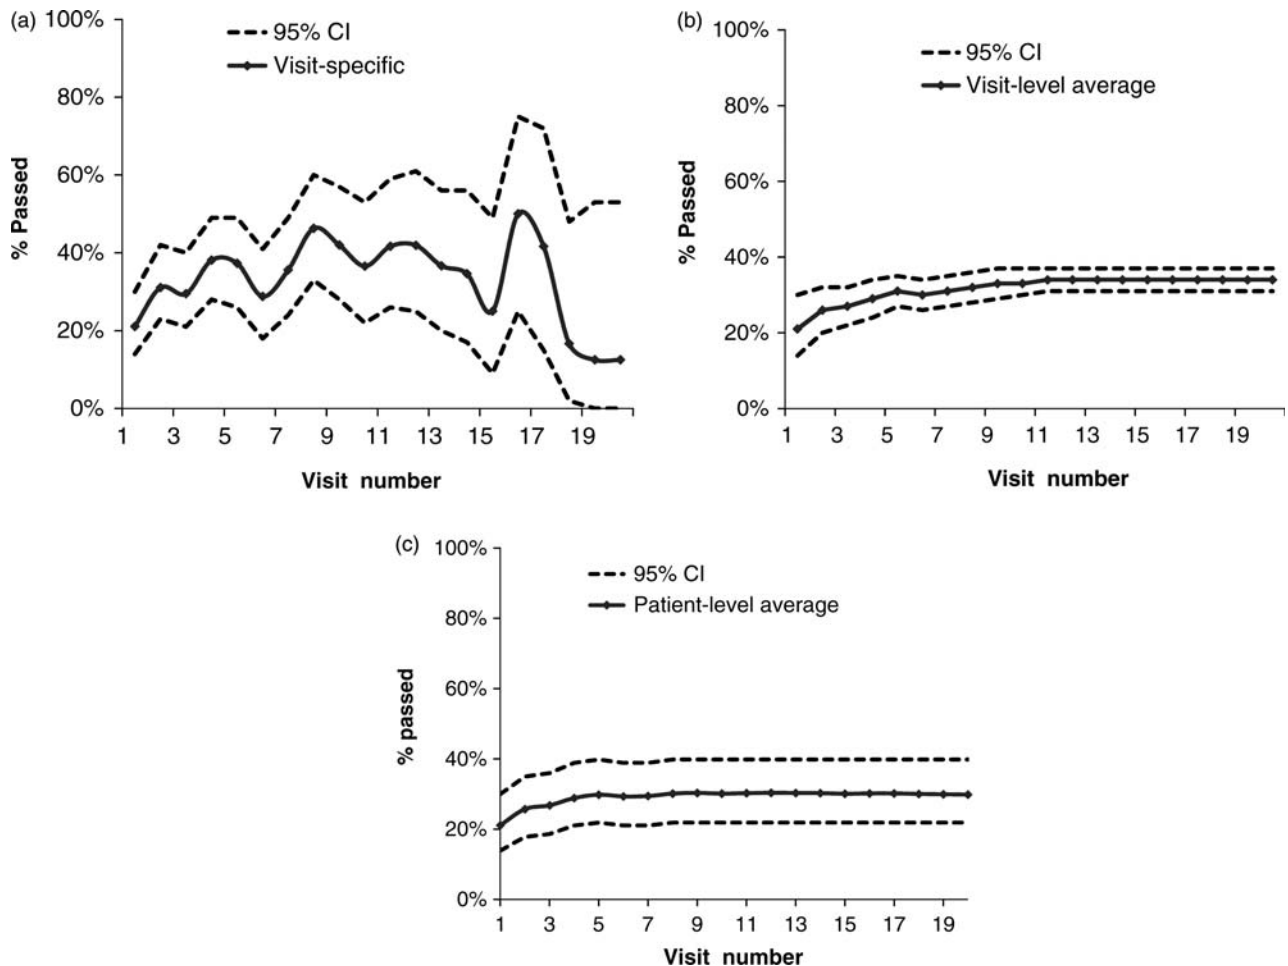 (a)
100%
80%
60%
40%
20%
0%
% Passed
95% CI
Visit-specific
1 3 5 7 9 11 13 15 17 19
Visit number
(b)
100%
80%
60%
40%
20%
0%
% Passed
95% CI
Visit-level average
1 3 5 7 9 11 13 15 17 19
Visit number
(c)
100%
80%
60%
40%
20%
0%
% passed
95% CI
Patient-level average
1 3 5 7 9 11 13 15 17 19
Visit number